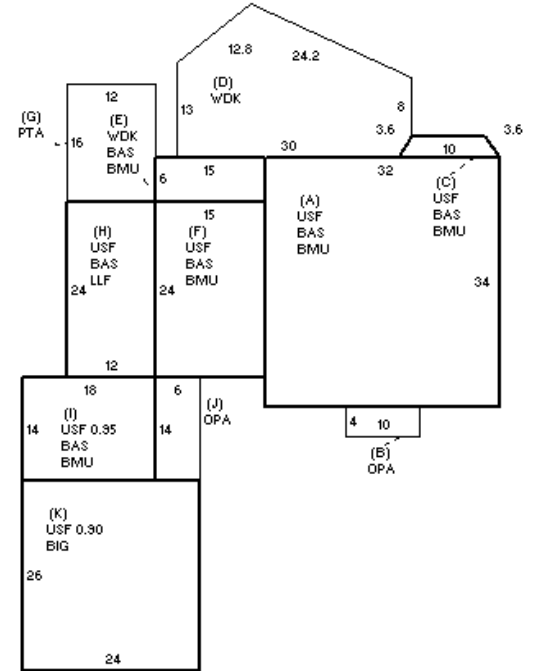 12.8
24.2
(D)
WDK
12
13
8
(G)
PTA
16
(E)
WDK
BAS
BMU
3.6
3.6
30
10
15
32
6
(C)
USF
BAS
BMU
(A)
USF
BAS
BMU
15
(H)
USF
BAS
LLF
(F)
USF
BAS
BMU
34
24
24
12
18
6
(J)
OPA
(I)
USF 0.95
BAS
BMU
14
14
4
10
(B)
OPA
(K)
USF 0.90
BIG
26
24